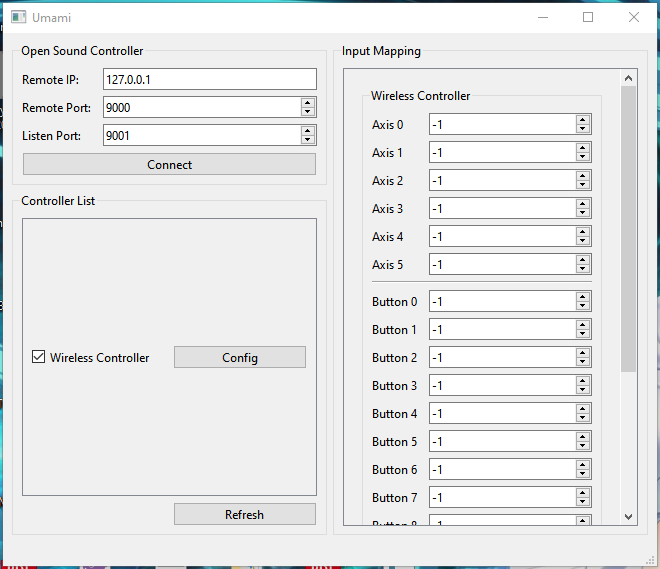 Umami
Open Sound Controller
Remote IP: 127.0.0.1
Remote Port: 9000
Listen Port: 9001
Connect
Controller List
Wireless Controller Config
Refresh
Input Mapping
Wireless Controller
Axis 0 -1
Axis 1 -1
Axis 2 -1
Axis 3 -1
Axis 4 -1
Axis 5 -1
Button 0 -1
Button 1 -1
Button 2 -1
Button 3 -1
Button 4 -1
Button 5 -1
Button 6 -1
Button 7 -1
Button 8 -1